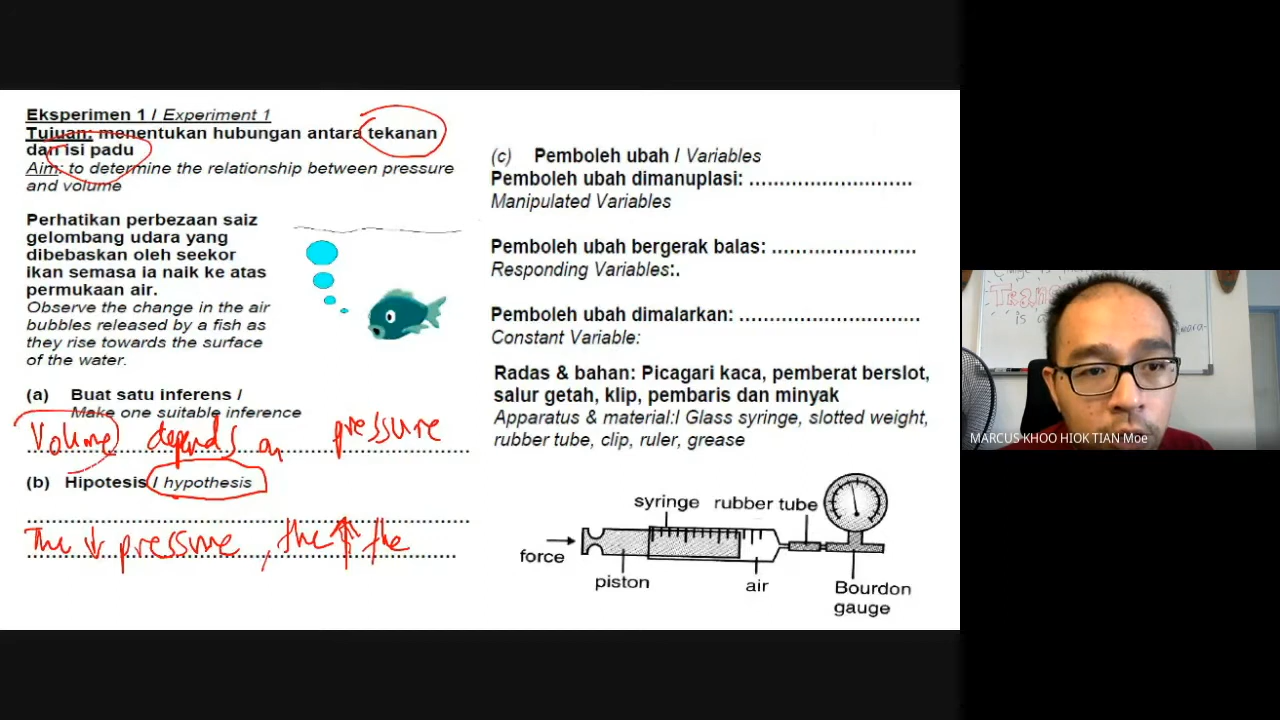 Eksperimen 1 / Experiment 1
Tujuan: menentukan hubungan antara tekanan
dan isi padu
Aim: to determine the relationship between pressure
and volume
Perhatikan perbezaan saiz
gelombang udara yang
dibebaskan oleh seekor
ikan semasa ia naik ke atas
permukaan air.
Observe the change in the air
bubbles released by a fish as
they rise towards the surface
of the water.
(a) Buat satu inferens /
Make one suitable inference
Volume depends on pressure
(b) Hipotesis / hypothesis
The ↓ pressure, the ↑ the
(c) Pemboleh ubah / Variables
Pemboleh ubah dimanuplasi: ................................
Manipulated Variables
Pemboleh ubah bergerak balas: ............................
Responding Variables:.
Pemboleh ubah dimalarkan: ...................................
Constant Variable:
Radas & bahan: Picagari kaca, pemberat berslot,
salur getah, klip, pembaris dan minyak
Apparatus & material:l Glass syringe, slotted weight,
rubber tube, clip, ruler, grease
syringe rubber tube
force
piston
air
Bourdon
gauge
MARCUS KHOO HIOK TIAN Moe